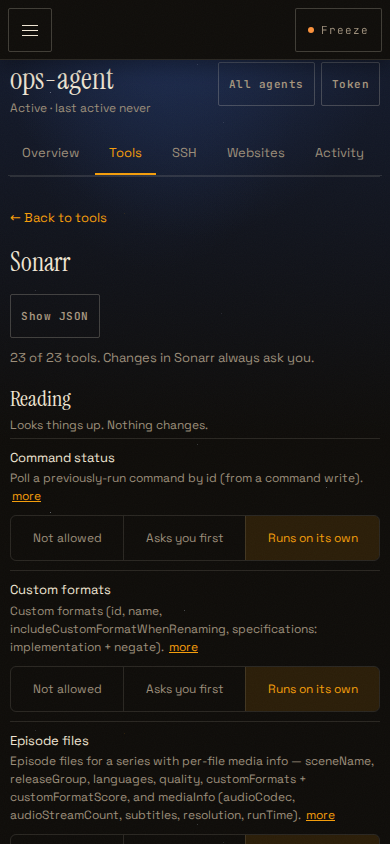 Freeze
ops-agent
Active · last active never
All agents
Token
Overview
Tools
SSH
Websites
Activity
← Back to tools
Sonarr
Show JSON
23 of 23 tools. Changes in Sonarr always ask you.
Reading
Looks things up. Nothing changes.
Command status
Poll a previously-run command by id (from a command write).
more
Not allowed
Asks you first
Runs on its own
Custom formats
Custom formats (id, name,
includeCustomFormatWhenRenaming, specifications:
implementation + negate). more
Not allowed
Asks you first
Runs on its own
Episode files
Episode files for a series with per-file media info — sceneName,
releaseGroup, languages, quality, customFormats +
customFormatScore, and mediaInfo (audioCodec,
audioStreamCount, subtitles, resolution, runTime). more